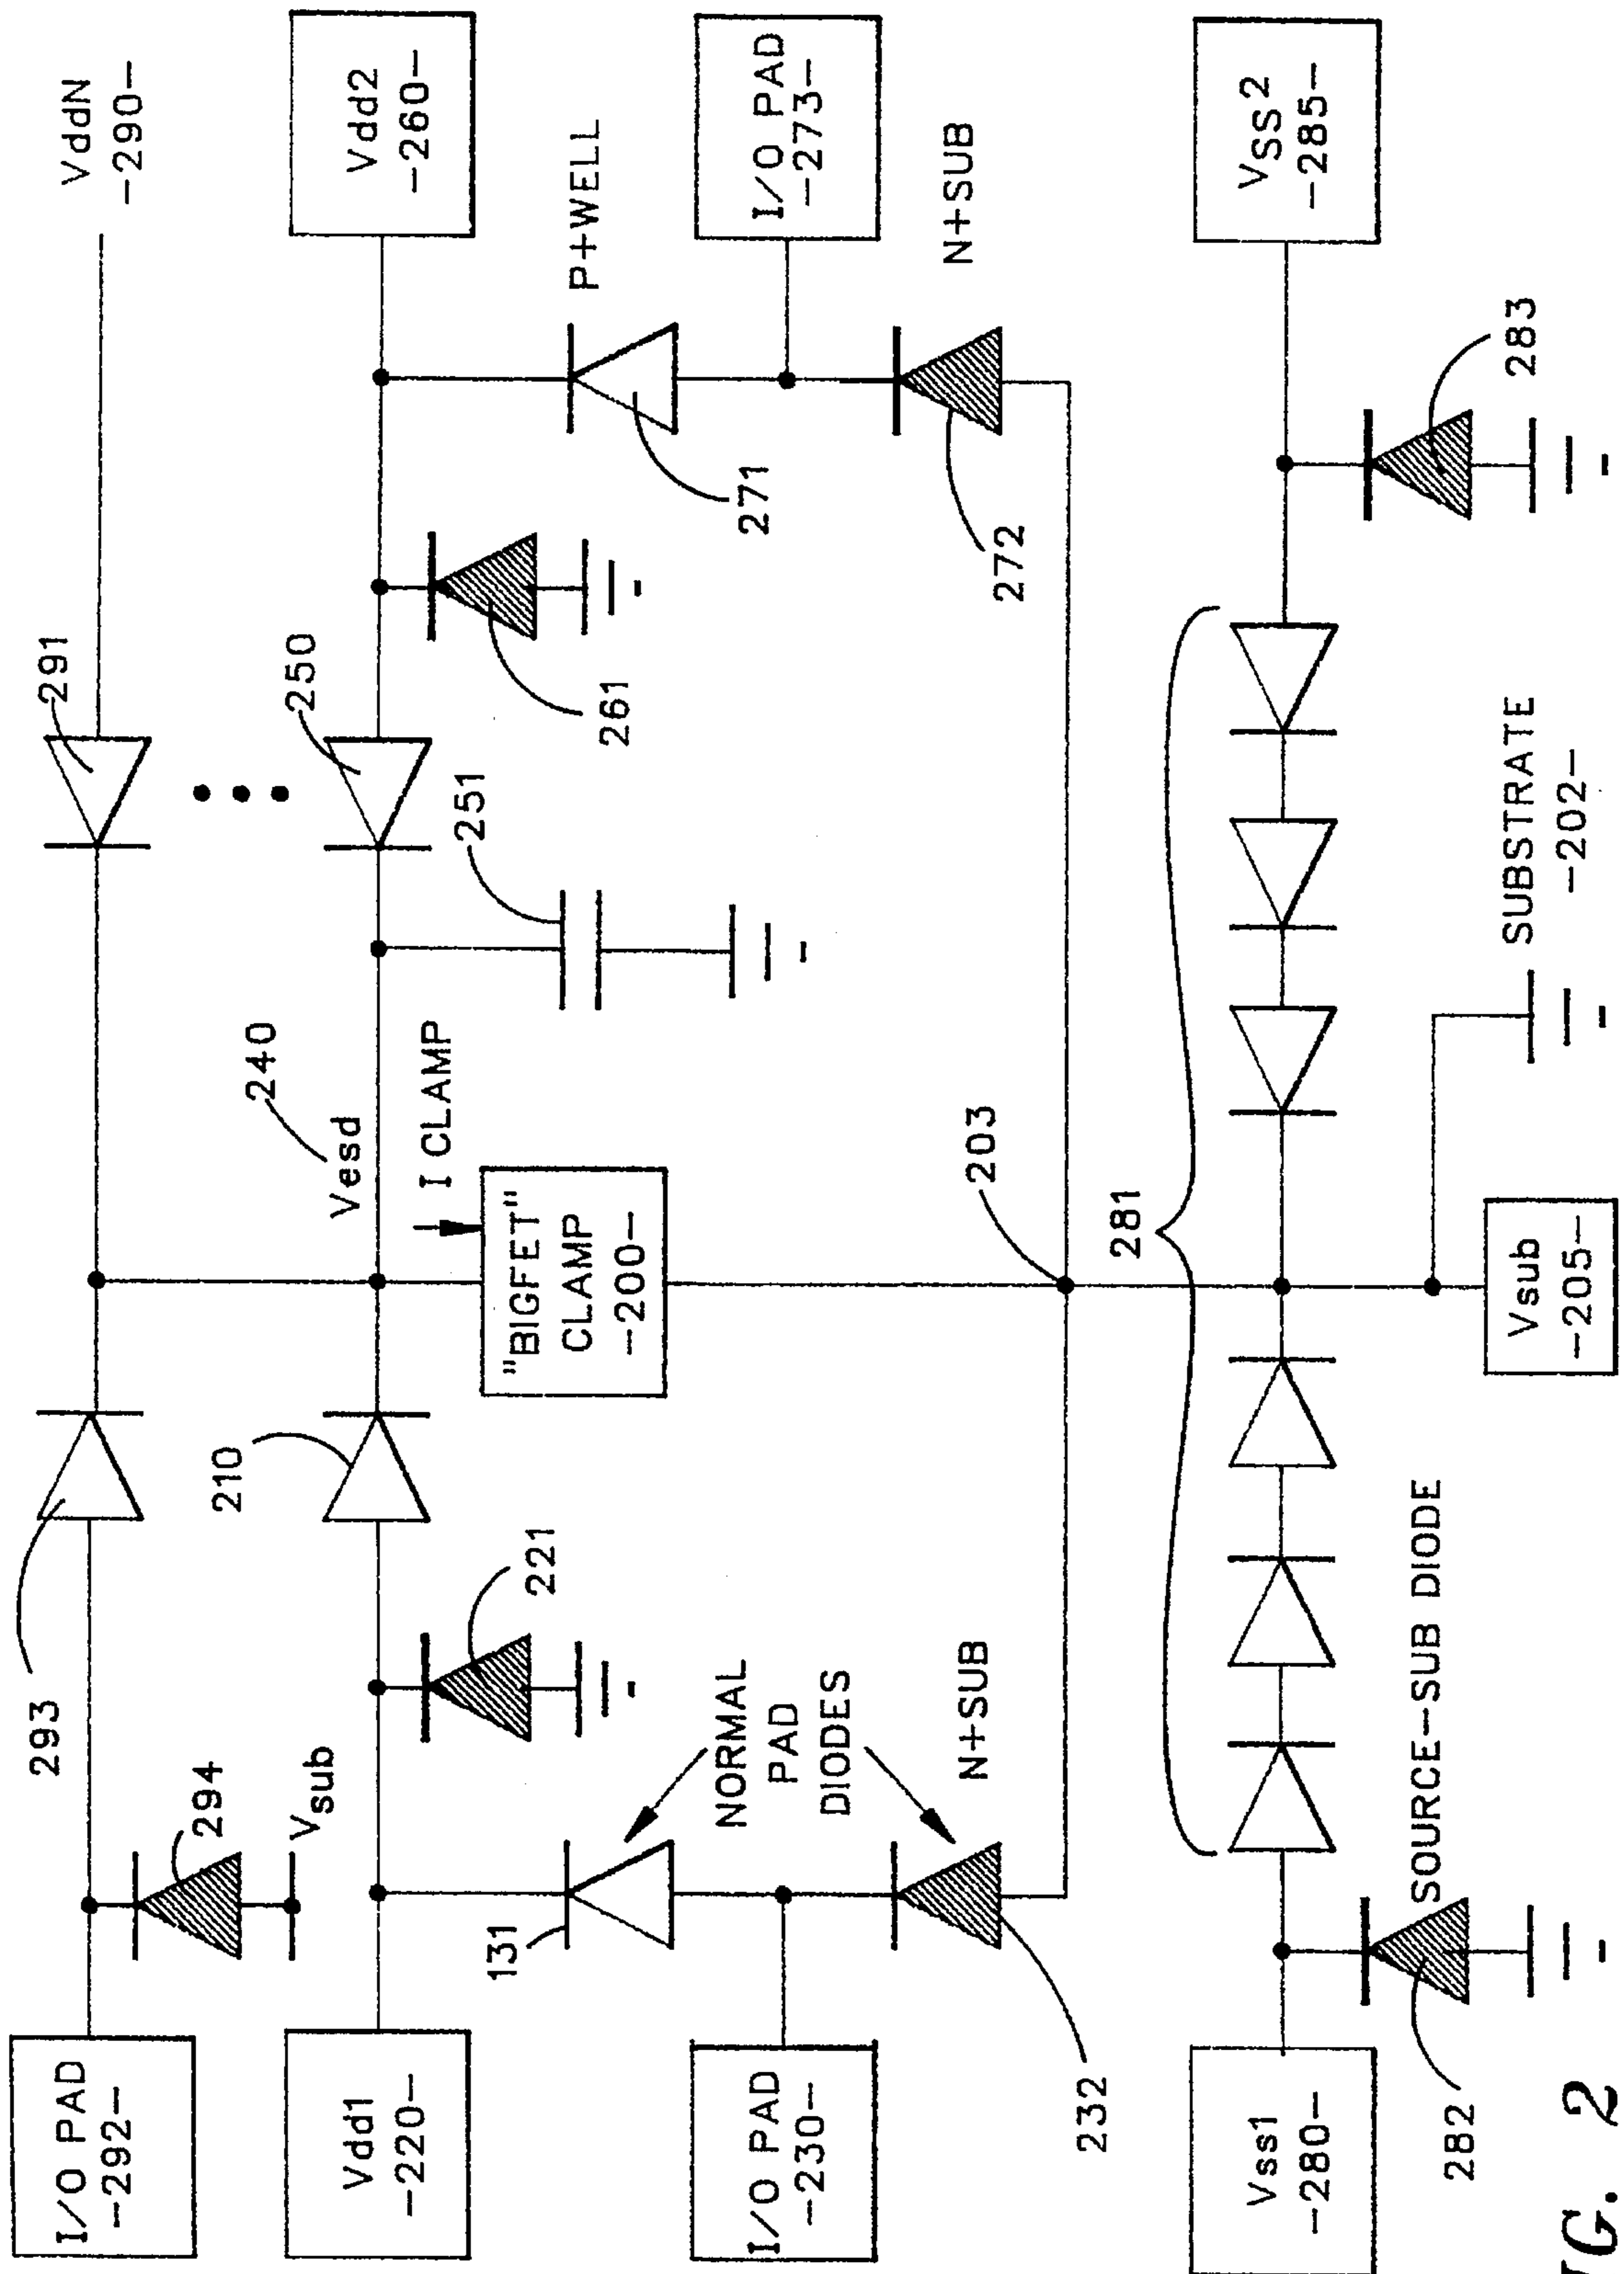 I/O PAD
-292-
293
294
Vsub
291
VddN
-290-
Vdd1
-220-
221
210
Vesd
240
I CLAMP
251
250
261
Vdd2
-260-
131
NORMAL
PAD
DIODES
"BIGFET"
CLAMP
-200-
271
P+WELL
I/O PAD
-230-
232
N+SUB
203
I/O PAD
-273-
272
N+SUB
281
Vss1
-280-
282
SOURCE-SUB DIODE
Vsub
-205-
SUBSTRATE
-202-
283
VSS2
-285-
IG. 2